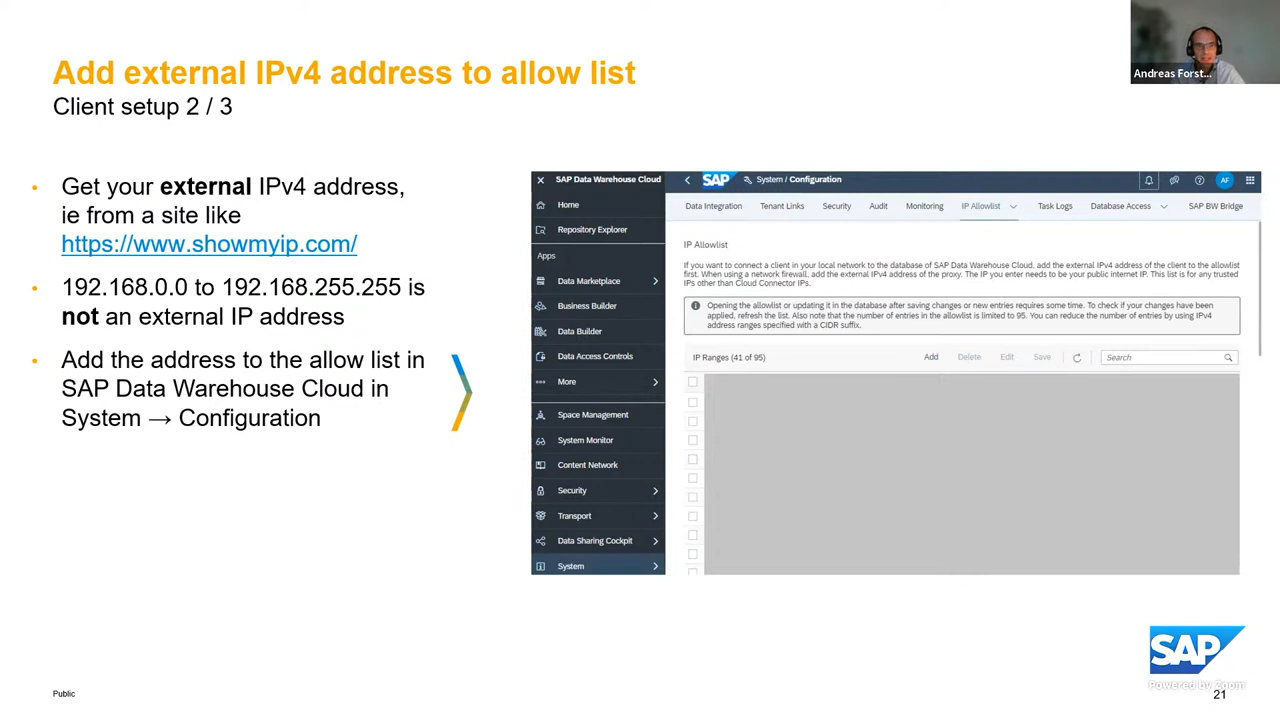 Add external IPv4 address to allow list
Client setup 2 / 3
Andreas Forst...
• Get your external IPv4 address,
ie from a site like
https://www.showmyip.com/
• 192.168.0.0 to 192.168.255.255 is
not an external IP address
• Add the address to the allow list in
SAP Data Warehouse Cloud in
System → Configuration
SAP Data Warehouse Cloud
Home
Repository Explorer
Apps
Data Marketplace
Business Builder
Data Builder
Data Access Controls
More
Space Management
System Monitor
Content Network
Security
Transport
Data Sharing Cockpit
System
SAP
System / Configuration
AF
Data Integration
Tenant Links
Security
Audit
Monitoring
IP Allowlist
Task Logs
Database Access
SAP BW Bridge
IP Allowlist
If you want to connect a client in your local network to the database of SAP Data Warehouse Cloud, add the external IPv4 address of the client to the allowlist
first. When using a network firewall, add the external IPv4 address of the proxy. The IP you enter needs to be your public internet IP. This list is for any trusted
IPs other than Cloud Connector IPs.
Opening the allowlist or updating it in the database after saving changes or new entries requires some time. To check if your changes have been
applied, refresh the list. Also note that the number of entries in the allowlist is limited to 95. You can reduce the number of entries by using IPv4
address ranges specified with a CIDR suffix.
IP Ranges (41 of 95)
Add
Delete
Edit
Save
Search
SAP
Powered by Zoom
Public
21